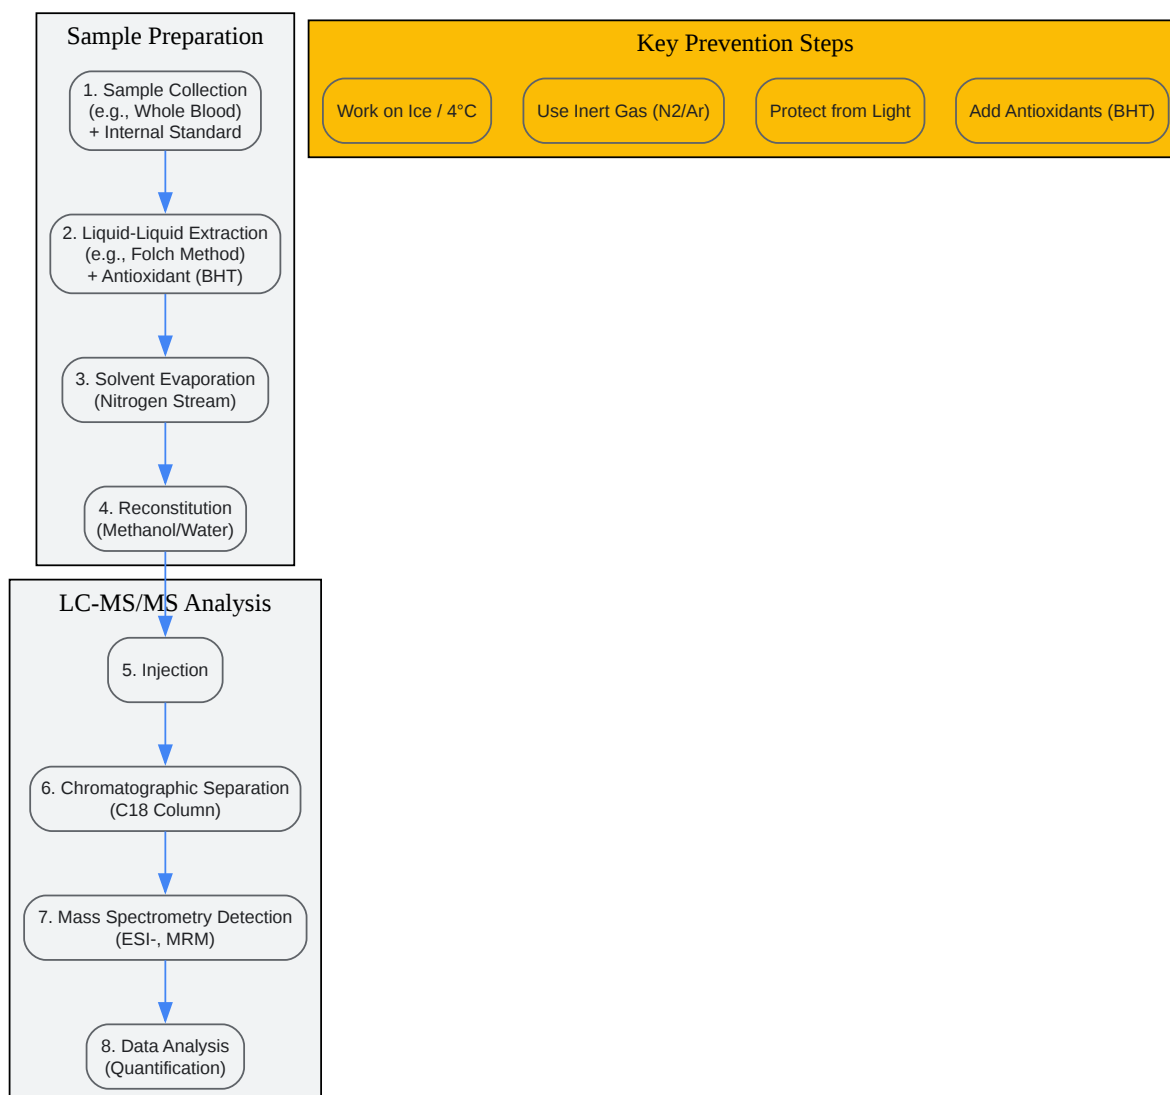 Sample Preparation
1. Sample Collection
(e.g., Whole Blood)
+ Internal Standard
2. Liquid-Liquid Extraction
(e.g., Folch Method)
+ Antioxidant (BHT)
3. Solvent Evaporation
(Nitrogen Stream)
4. Reconstitution
(Methanol/Water)
LC-MS/MS Analysis
5. Injection
6. Chromatographic Separation
(C18 Column)
7. Mass Spectrometry Detection
(ESI-, MRM)
8. Data Analysis
(Quantification)
Key Prevention Steps
Work on Ice / 4°C
Use Inert Gas (N2/Ar)
Protect from Light
Add Antioxidants (BHT)